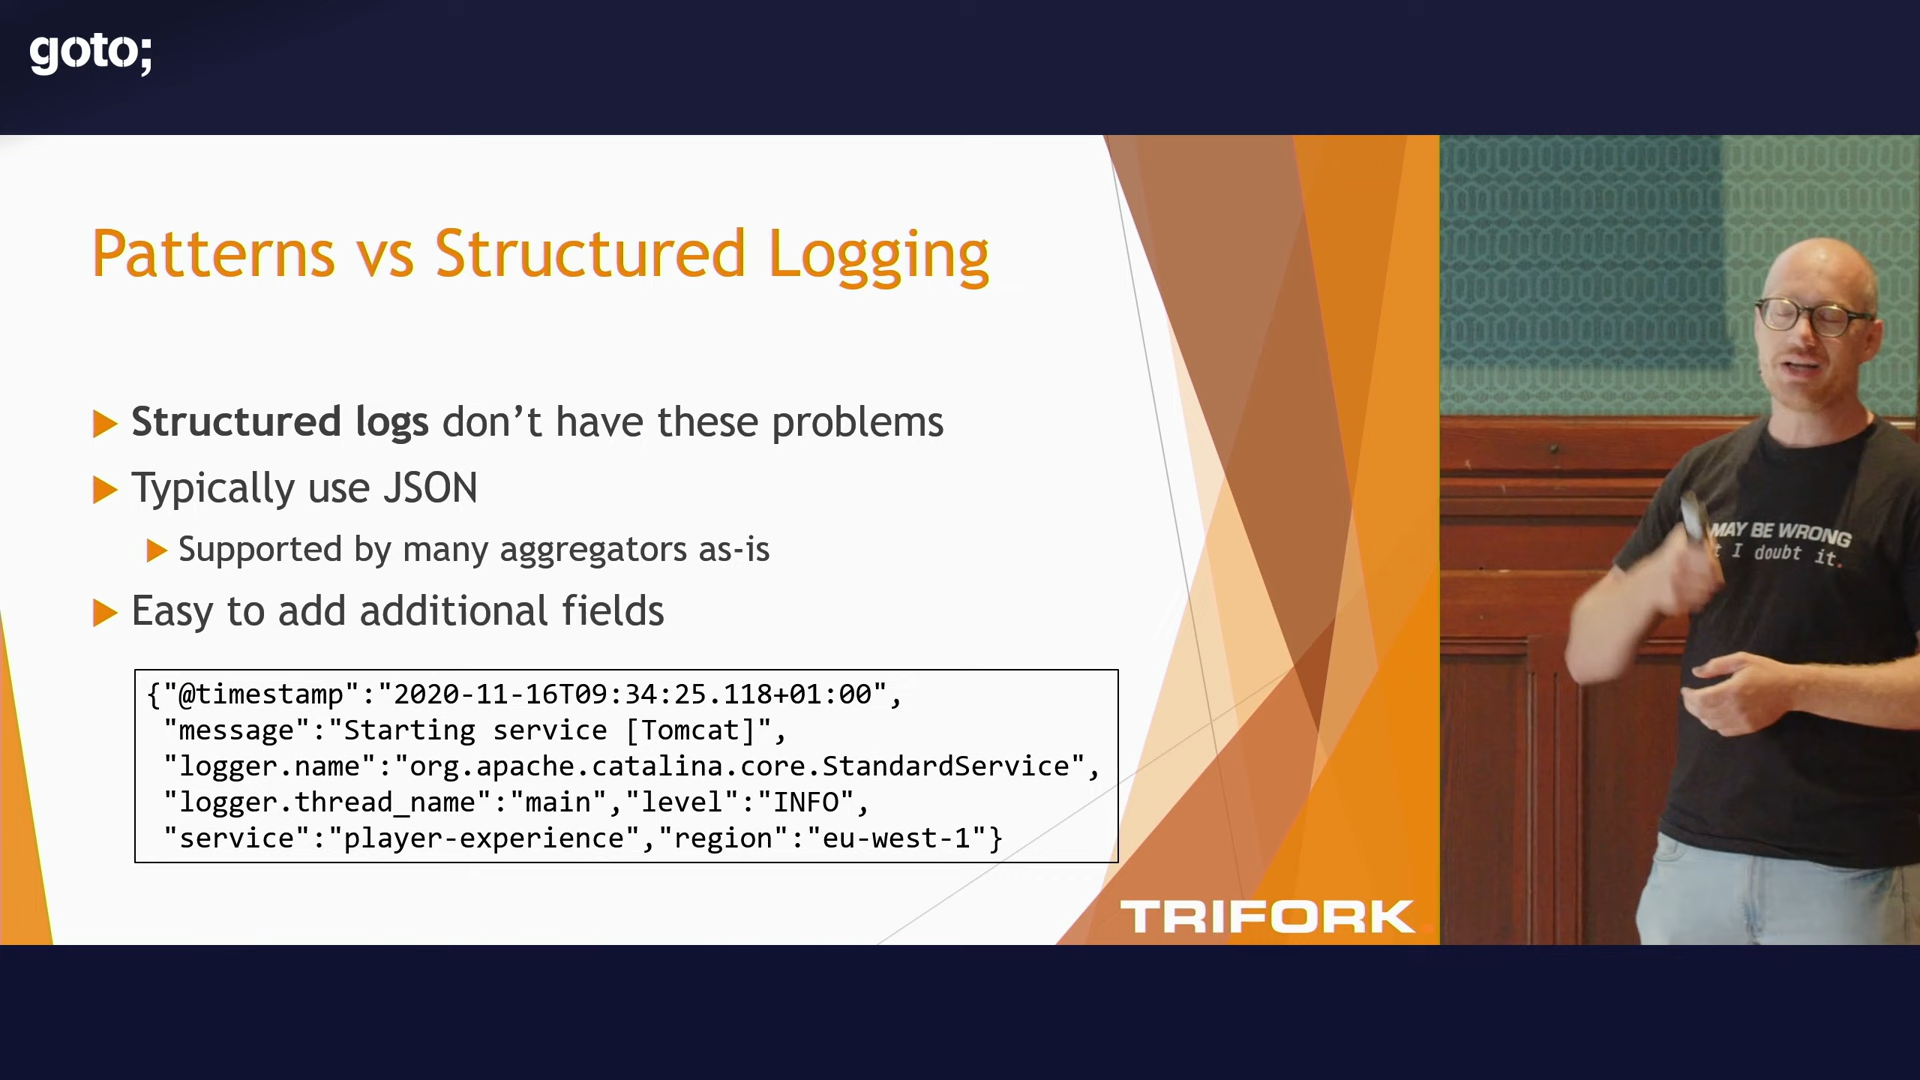 goto;
Patterns vs Structured Logging
Structured logs don’t have these problems
Typically use JSON
Supported by many aggregators as-is
Easy to add additional fields
{"@timestamp":"2020-11-16T09:34:25.118+01:00",
"message":"Starting service [Tomcat]",
"logger.name":"org.apache.catalina.core.StandardService",
"logger.thread_name":"main","level":"INFO",
"service":"player-experience","region":"eu-west-1"}
TRIFORK
MAY BE WRONG
I doubt it.